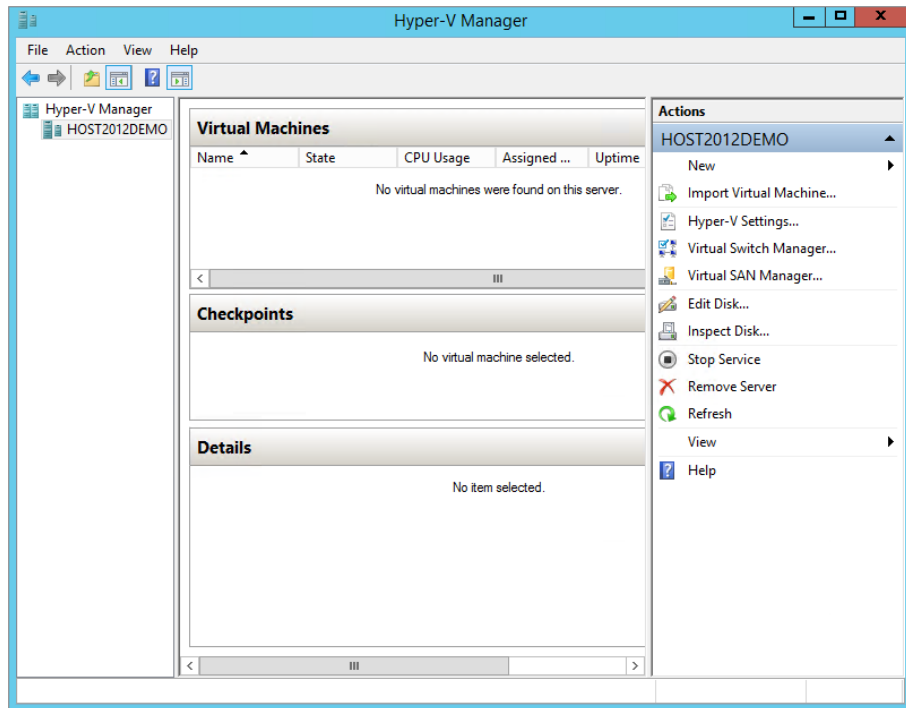 Hyper-V Manager
File Action View Help
Hyper-V Manager
HOST2012DEMO
Virtual Machines
Name State CPU Usage Assigned ... Uptime
No virtual machines were found on this server.
Checkpoints
No virtual machine selected.
Details
No item selected.
Actions
HOST2012DEMO
New
Import Virtual Machine...
Hyper-V Settings...
Virtual Switch Manager...
Virtual SAN Manager...
Edit Disk...
Inspect Disk...
Stop Service
Remove Server
Refresh
View
Help